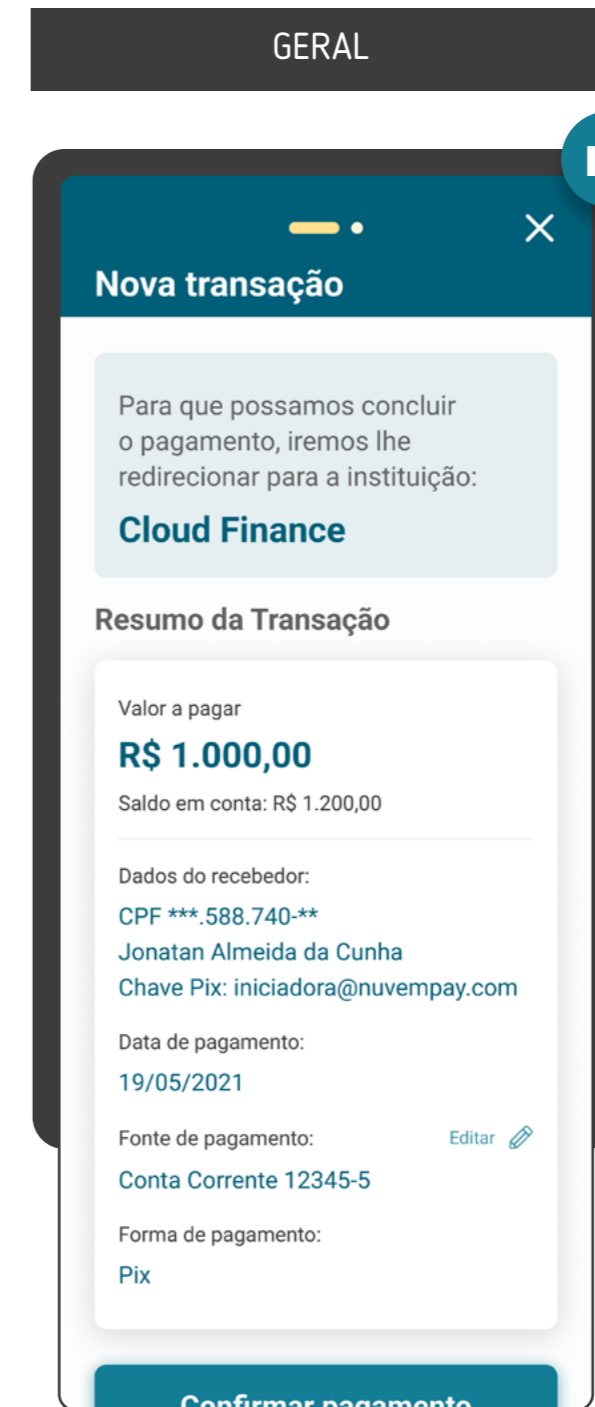 GERAL
Nova transação
Para que possamos concluir
o pagamento, iremos lhe
redirecionar para a instituição:
Cloud Finance
Resumo da Transação
Valor a pagar
R$ 1.000,00
Saldo em conta: R$ 1.200,00
Dados do recebedor:
CPF ***.588.740-**
Jonatan Almeida da Cunha
Chave Pix: iniciadora@nuvempay.com
Data de pagamento:
19/05/2021
Fonte de pagamento:
Editar
Conta Corrente 12345-5
Forma de pagamento:
Pix
Confirmar pagamento